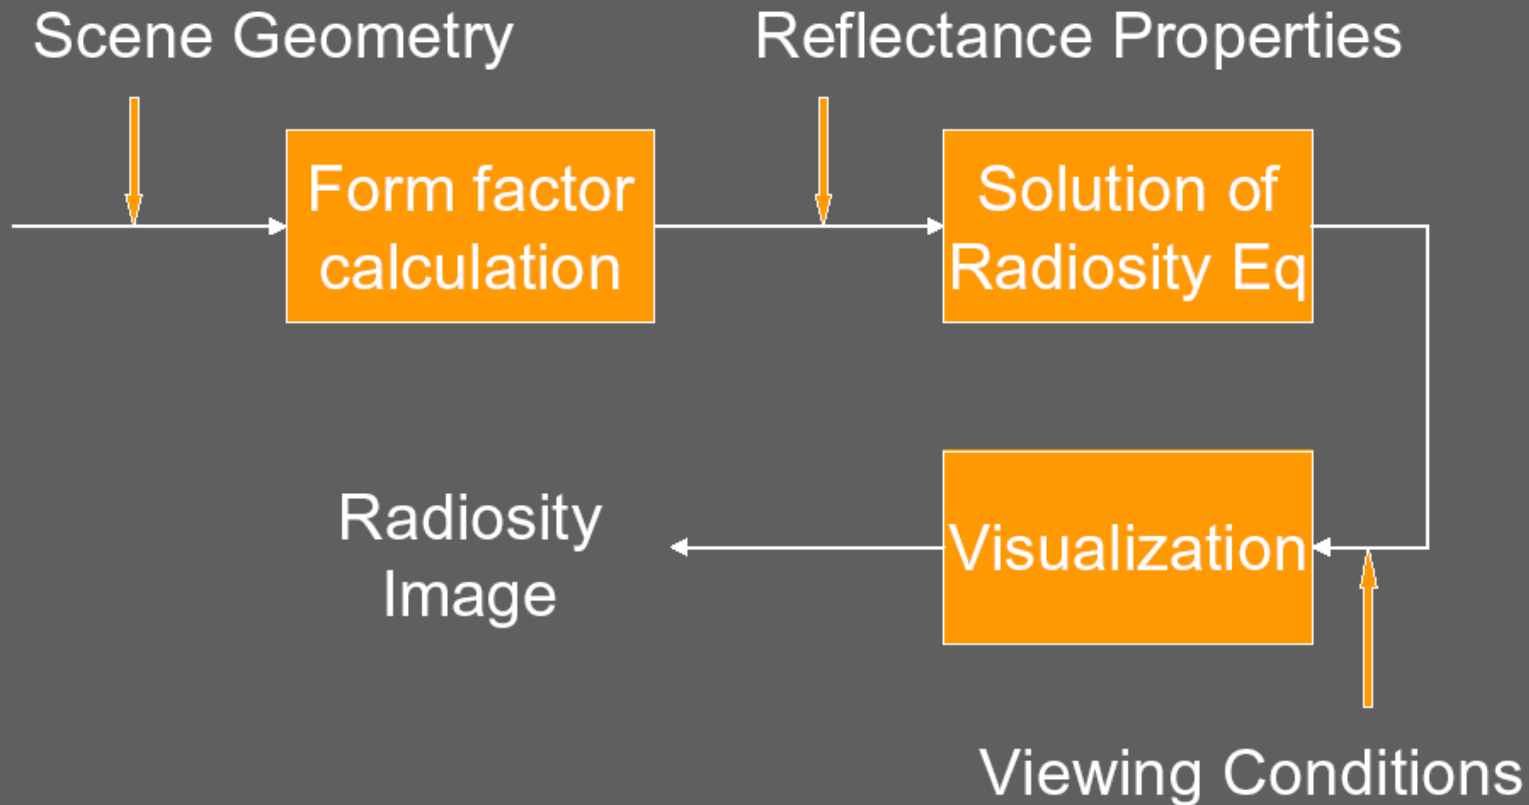 Scene Geometry
Reflectance Properties
Form factor
calculation
Solution of
Radiosity Eq
Radiosity
Image
Visualization
Viewing Conditions